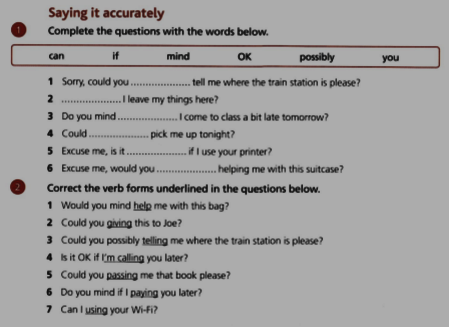 Saying it accurately
1 Complete the questions with the words below.
can if mind OK possibly you
1 Sorry, could you .................... tell me where the train station is please?
2 .................... I leave my things here?
3 Do you mind .................... I come to class a bit late tomorrow?
4 Could .................... pick me up tonight?
5 Excuse me, is it .................... if I use your printer?
6 Excuse me, would you .................... helping me with this suitcase?
2 Correct the verb forms underlined in the questions below.
1 Would you mind help me with this bag?
2 Could you giving this to Joe?
3 Could you possibly telling me where the train station is please?
4 Is it OK if I'm calling you later?
5 Could you passing me that book please?
6 Do you mind if I paying you later?
7 Can I using your Wi-Fi?